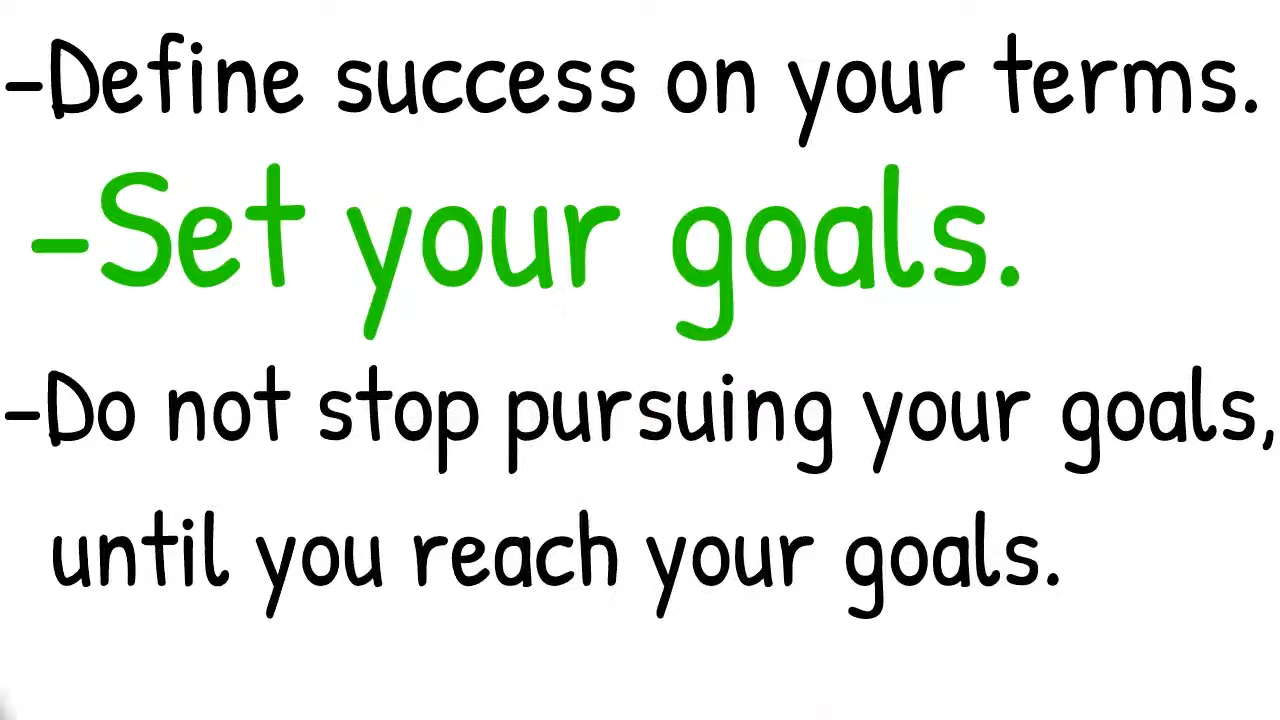 -Define success on your terms.
-Set your goals.
-Do not stop pursuing your goals,
until you reach your goals.